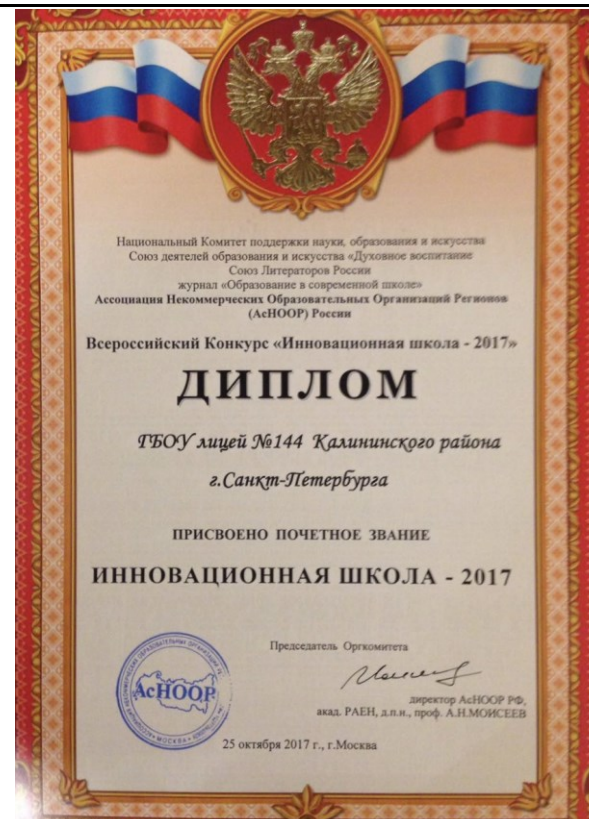 Национальный Комитет поддержки науки, образования и искусства
Союз деятелей образования и искусства «Духовное воспитание
Союз Литераторов России
журнал «Образование в современной школе»
Ассоциация Некоммерческих Образовательных Организаций Регионов
(АсНООР) России
Всероссийский Конкурс «Инновационная школа - 2017»
ДИПЛОМ
ГБОУ лицей №144 Калининского района
г.Санкт-Петербурга
ПРИСВОЕНО ПОЧЕТНОЕ ЗВАНИЕ
ИННОВАЦИОННАЯ ШКОЛА - 2017
Председатель Оргкомитета
АсНООР
МОСКВА
директор АсНООР РФ,
акад. РАЕН, д.п.н., проф. А.Н.МОИСЕЕВ
25 октября 2017 г., г.Москва